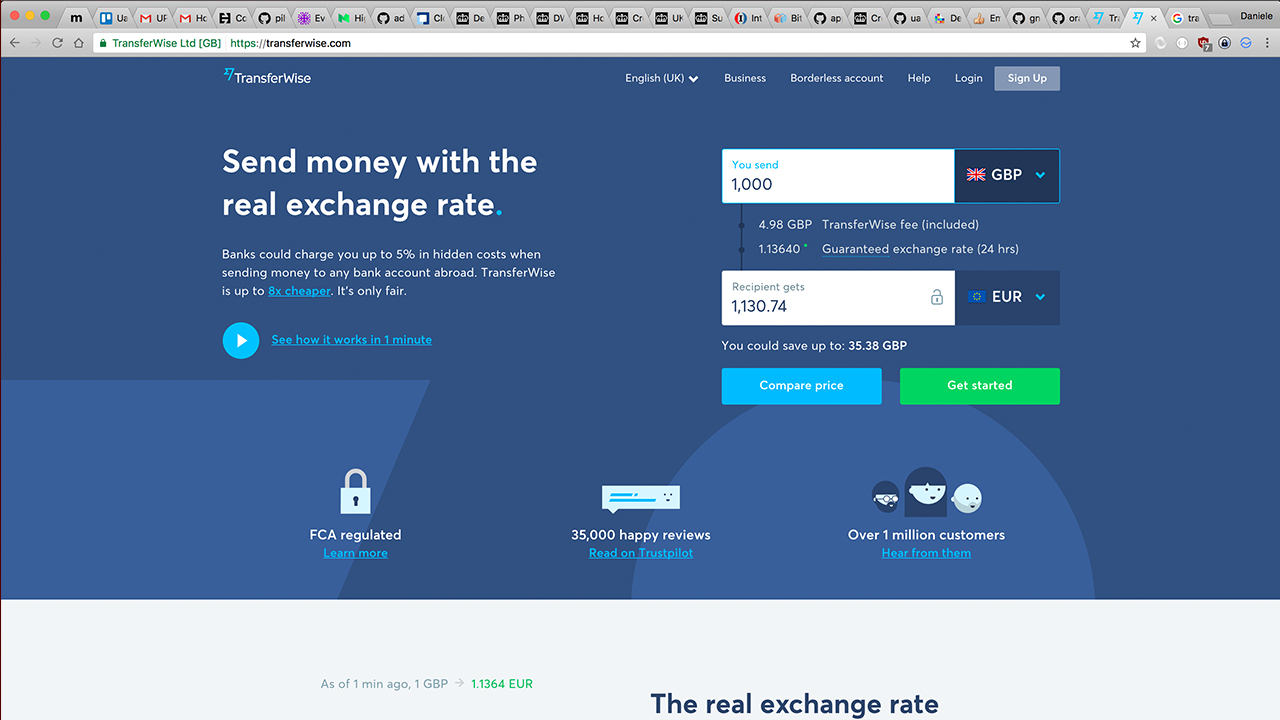 m
Ua
UF
Ho
Co
pil
Ev
Hi
ad
Cl
De
Ph
DV
Ho
Cr
UK
Su
Int
Bit
ap
Cr
ua
De
Em
gn
or
Tra
tra
Daniele
TransferWise Ltd [GB] https://transferwise.com
7
TransferWise
English (UK) Business Borderless account Help Login Sign Up
Send money with the
real exchange rate.
Banks could charge you up to 5% in hidden costs when
sending money to any bank account abroad. TransferWise
is up to 8x cheaper. It's only fair.
See how it works in 1 minute
You send
1,000
GBP
4.98 GBP TransferWise fee (included)
1.13640 * Guaranteed exchange rate (24 hrs)
Recipient gets
1,130.74
EUR
You could save up to: 35.38 GBP
Compare price Get started
FCA regulated
Learn more
35,000 happy reviews
Read on Trustpilot
Over 1 million customers
Hear from them
As of 1 min ago, 1 GBP → 1.1364 EUR
The real exchange rate